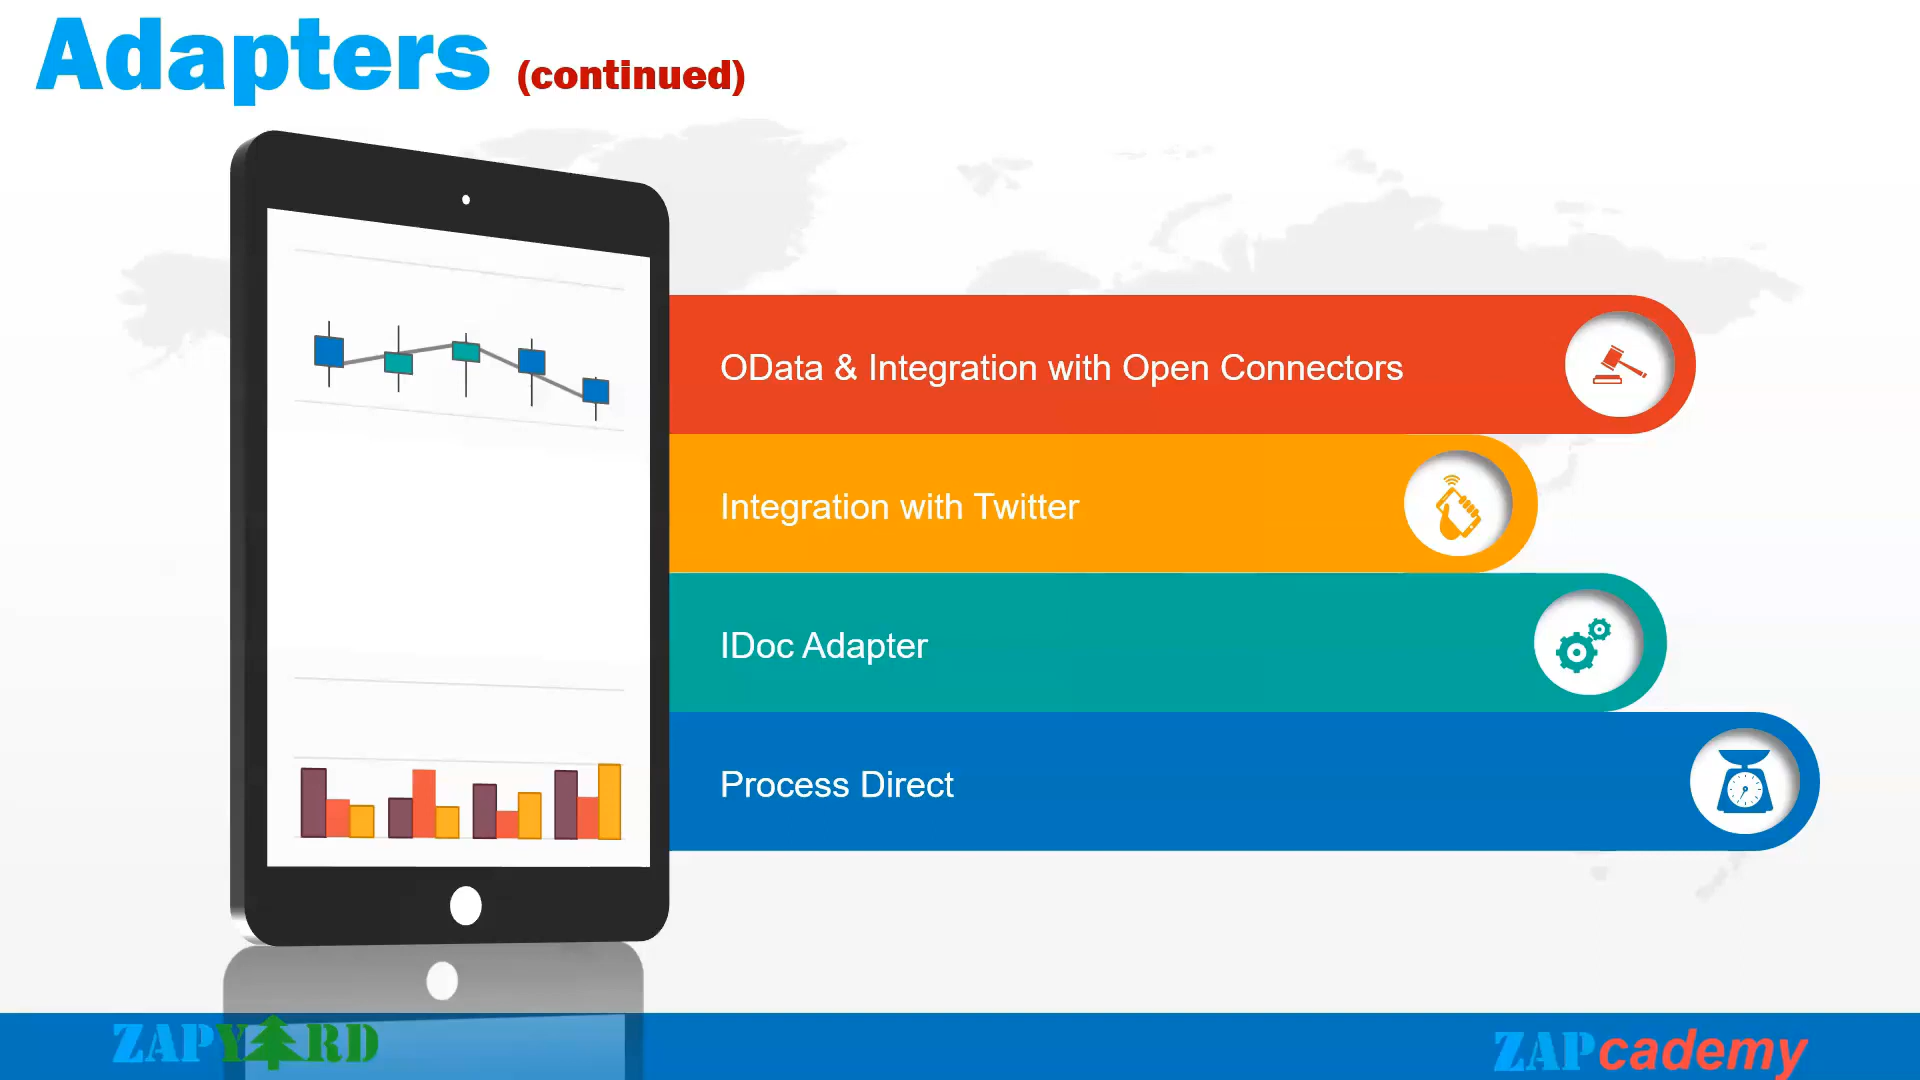 Adapters (continued)
OData & Integration with Open Connectors
Integration with Twitter
IDoc Adapter
Process Direct
ZAPYARD
ZAPcademy